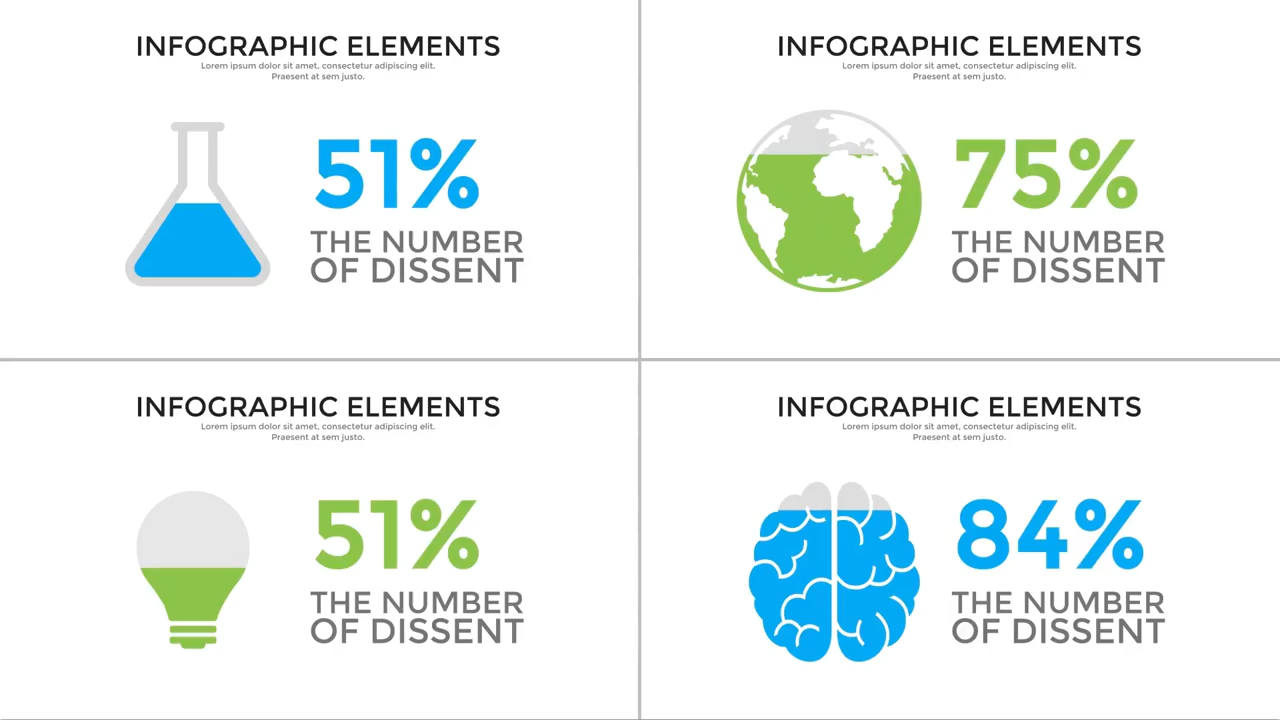 INFOGRAPHIC ELEMENTS
Lorem ipsum dolor sit amet, consectetur adipiscing elit.
Praesent at sem justo.
51%
THE NUMBER
OF DISSENT
INFOGRAPHIC ELEMENTS
Lorem ipsum dolor sit amet, consectetur adipiscing elit.
Praesent at sem justo.
75%
THE NUMBER
OF DISSENT
INFOGRAPHIC ELEMENTS
Lorem ipsum dolor sit amet, consectetur adipiscing elit.
Praesent at sem justo.
51%
THE NUMBER
OF DISSENT
INFOGRAPHIC ELEMENTS
Lorem ipsum dolor sit amet, consectetur adipiscing elit.
Praesent at sem justo.
84%
THE NUMBER
OF DISSENT